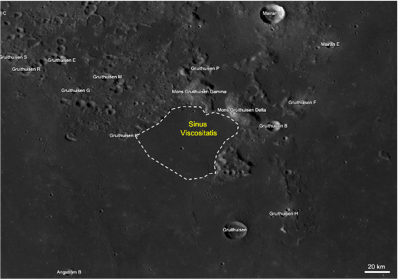 C
Mairan
Mairan E
Gruithuisen S
Gruithuisen E
Gruithuisen R
Gruithuisen P
Gruithuisen M
Gruithuisen G
Mons Gruithuisen Gamma
Gruithuisen F
Mons Gruithuisen Delta
Gruithuisen B
Sinus
Viscositatis
Gruithuisen K
Gruithuisen H
Gruithuisen
20 km
Angström B